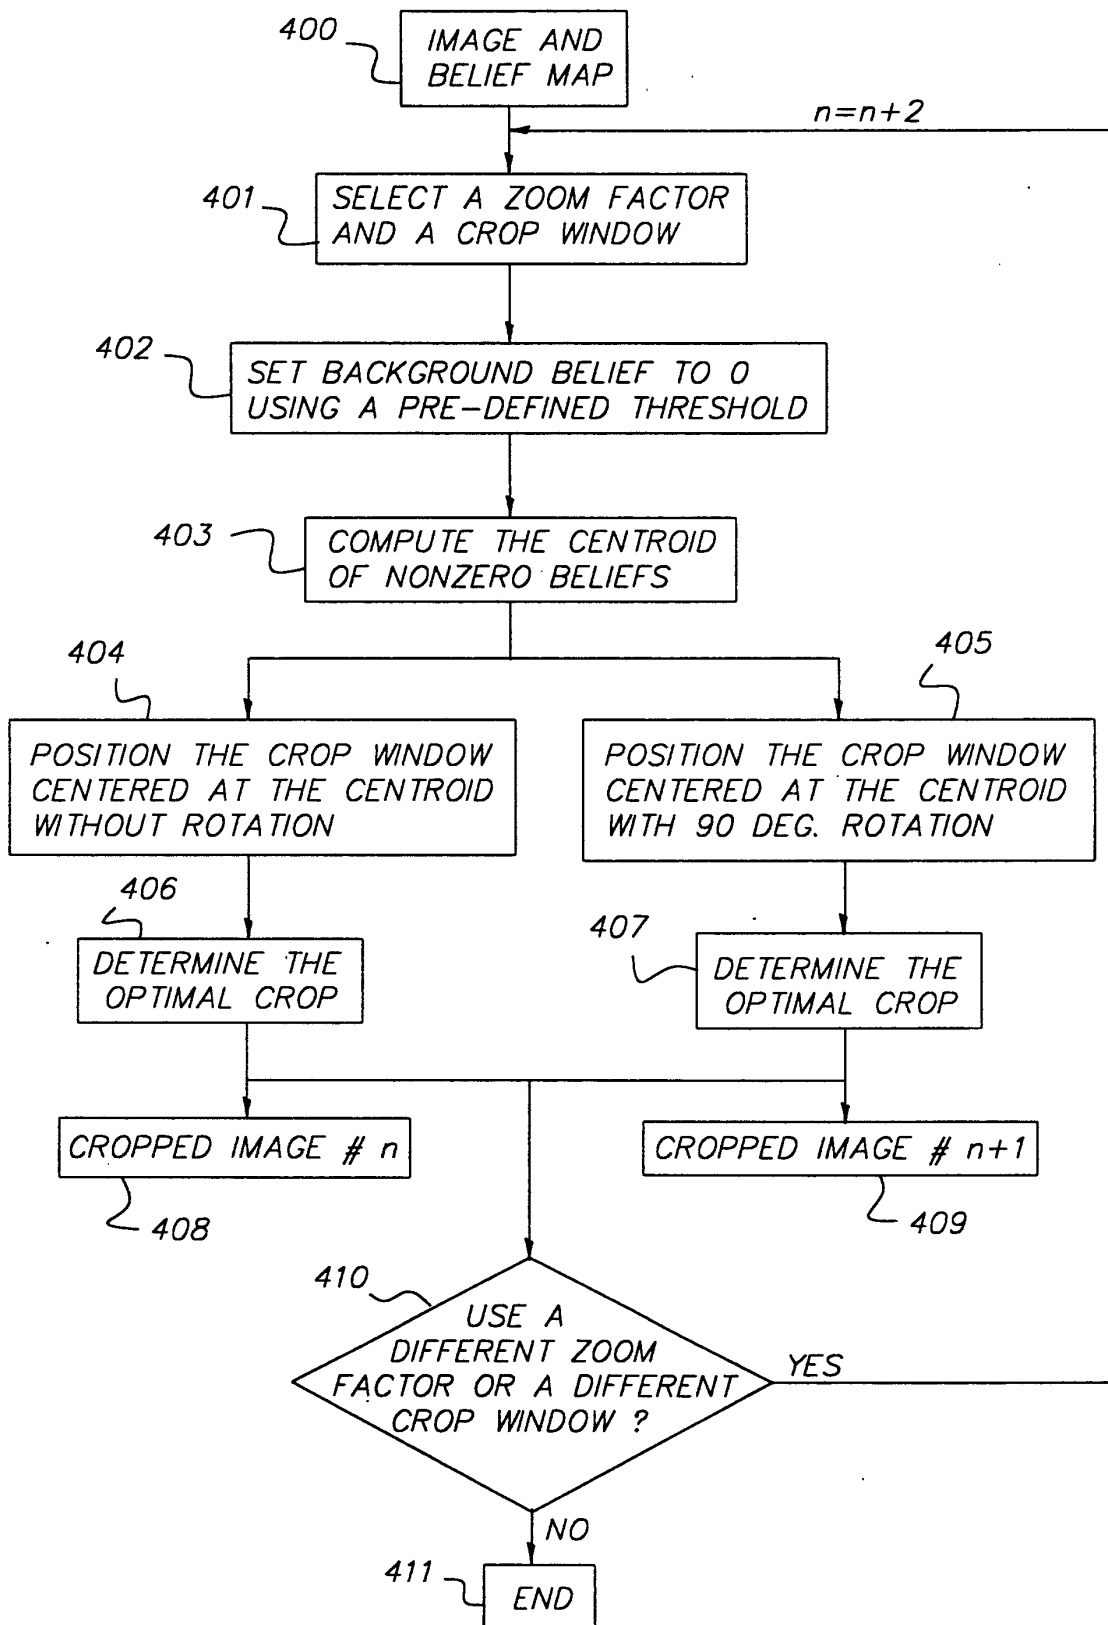 400
IMAGE AND
BELIEF MAP
n=n+2
401
SELECT A ZOOM FACTOR
AND A CROP WINDOW
402
SET BACKGROUND BELIEF TO 0
USING A PRE-DEFINED THRESHOLD
403
COMPUTE THE CENTROID
OF NONZERO BELIEFS
404
POSITION THE CROP WINDOW
CENTERED AT THE CENTROID
WITHOUT ROTATION
405
POSITION THE CROP WINDOW
CENTERED AT THE CENTROID
WITH 90 DEG. ROTATION
406
DETERMINE THE
OPTIMAL CROP
407
DETERMINE THE
OPTIMAL CROP
CROPPED IMAGE # n
408
CROPPED IMAGE # n+1
409
410
USE A
DIFFERENT ZOOM
FACTOR OR A DIFFERENT
CROP WINDOW ?
YES
NO
411
END